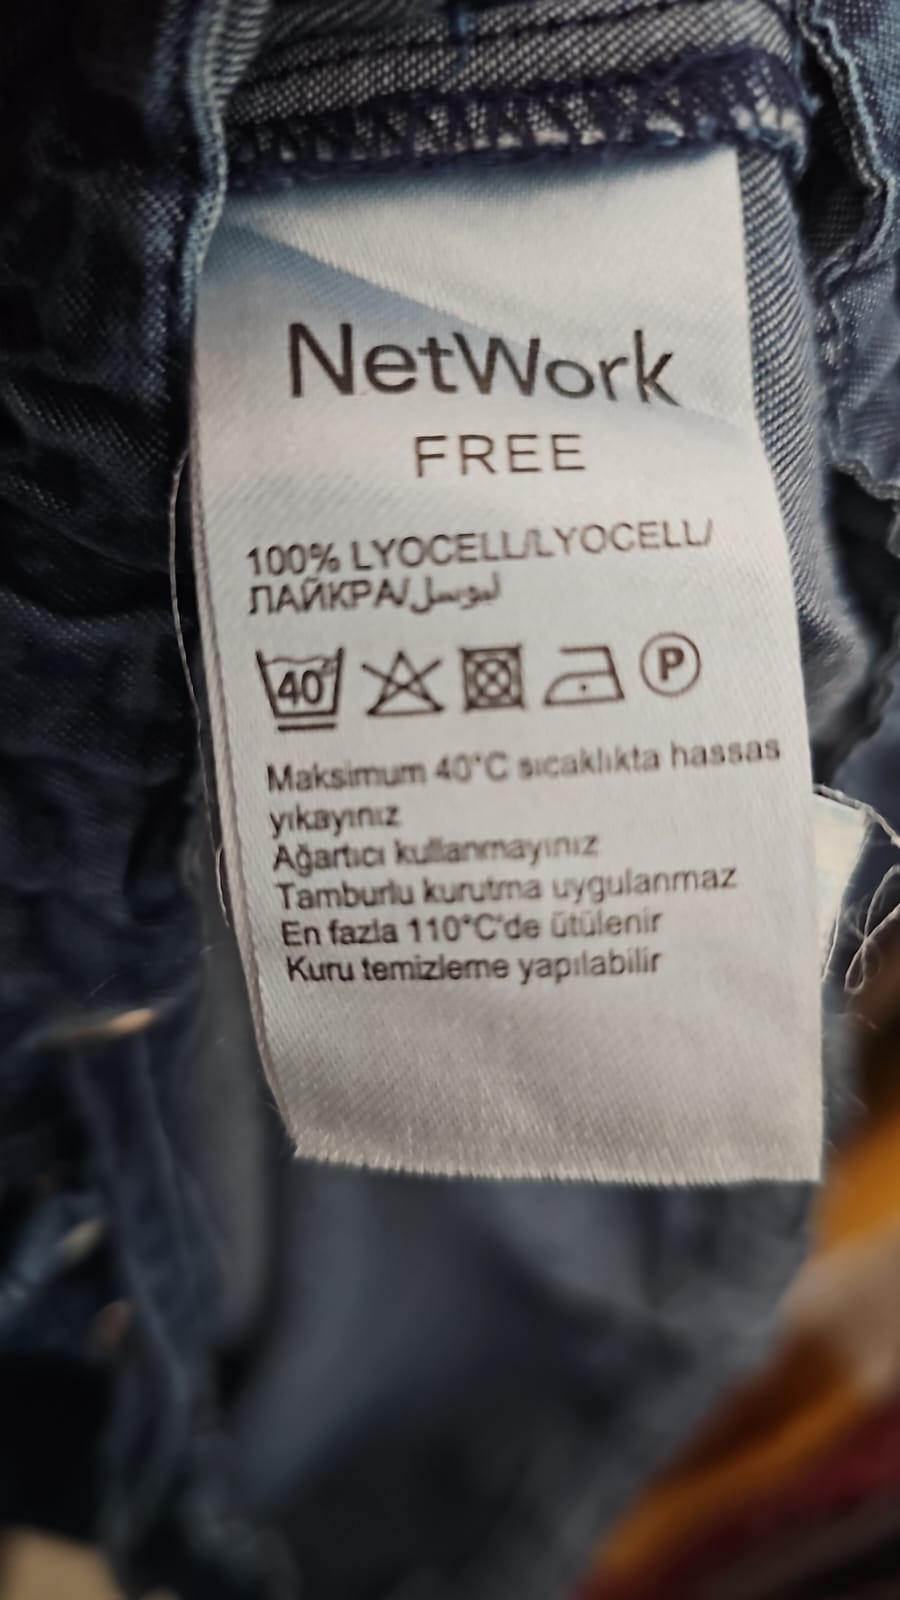 NetWork
FREE
100% LYOCELL/LYOCELL/
ЛАЙКРА/ليوسل
40°
P
Maksimum 40°C sıcaklıkta hassas
yıkayınız
Ağartıcı kullanmayınız
Tamburlu kurutma uygulanmaz
En fazla 110°C'de ütülenir
Kuru temizleme yapılabilir